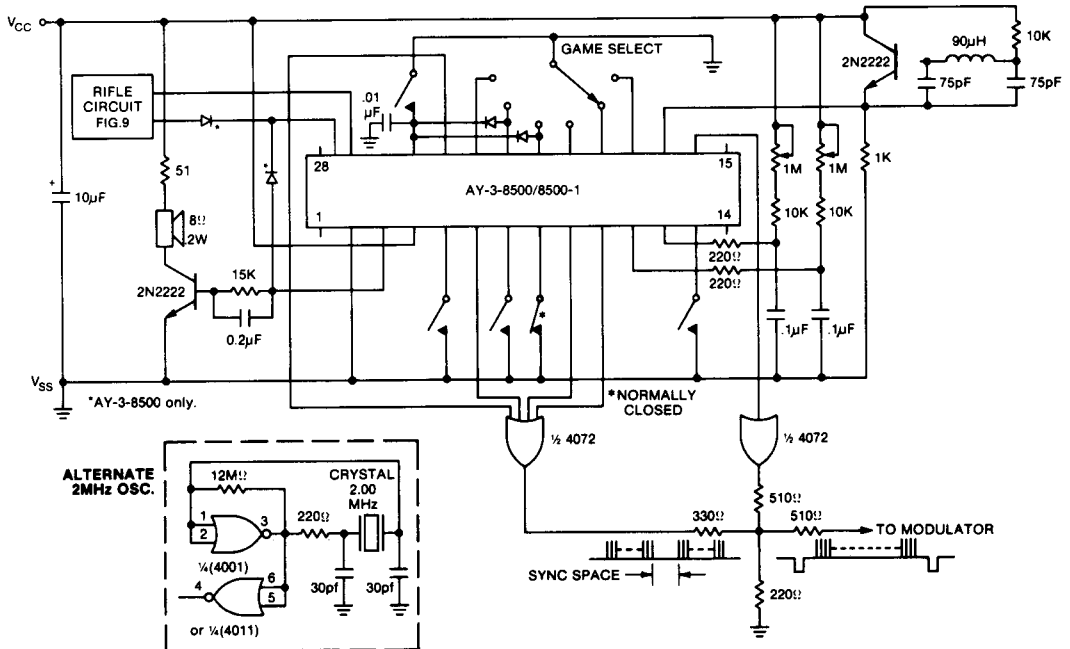 VCC
RIFLE
CIRCUIT
FIG.9
+
10µF
51
8Ω
.2W
2N2222
15K
0.2µF
*
*
.01
µF
GAME SELECT
28
15
AY-3-8500/8500-1
1
14
220Ω
220Ω
2N2222
90µH
10K
75pF
75pF
1M
1M
1K
10K
10K
.1µF
.1µF
*
VSS
*AY-3-8500 only.
*NORMALLY
CLOSED
½ 4072
½ 4072
510Ω
330Ω
510Ω
TO MODULATOR
SYNC SPACE
220Ω
ALTERNATE
2MHz OSC.
12MΩ
CRYSTAL
2.00
MHz
1
2
3
220Ω
¼(4001)
4
6
5
30pf
30pf
or ¼(4011)